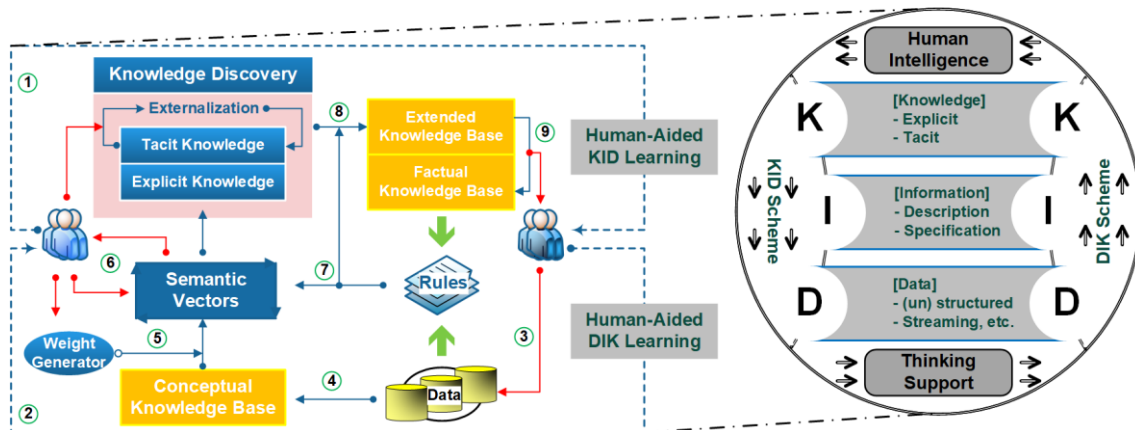 1
Knowledge Discovery
Externalization
Tacit Knowledge
Explicit Knowledge
8
Extended
Knowledge Base
Factual
Knowledge Base
9
Human-Aided
KID Learning
6
Semantic
Vectors
7
Rules
Weight
Generator
5
3
Human-Aided
DIK Learning
Conceptual
Knowledge Base
4
Data
2
Human
Intelligence
K
[Knowledge]
- Explicit
- Tacit
K
KID Scheme
I
[Information]
- Description
- Specification
I
DIK Scheme
D
[Data]
- (un) structured
- Streaming, etc.
D
Thinking
Support